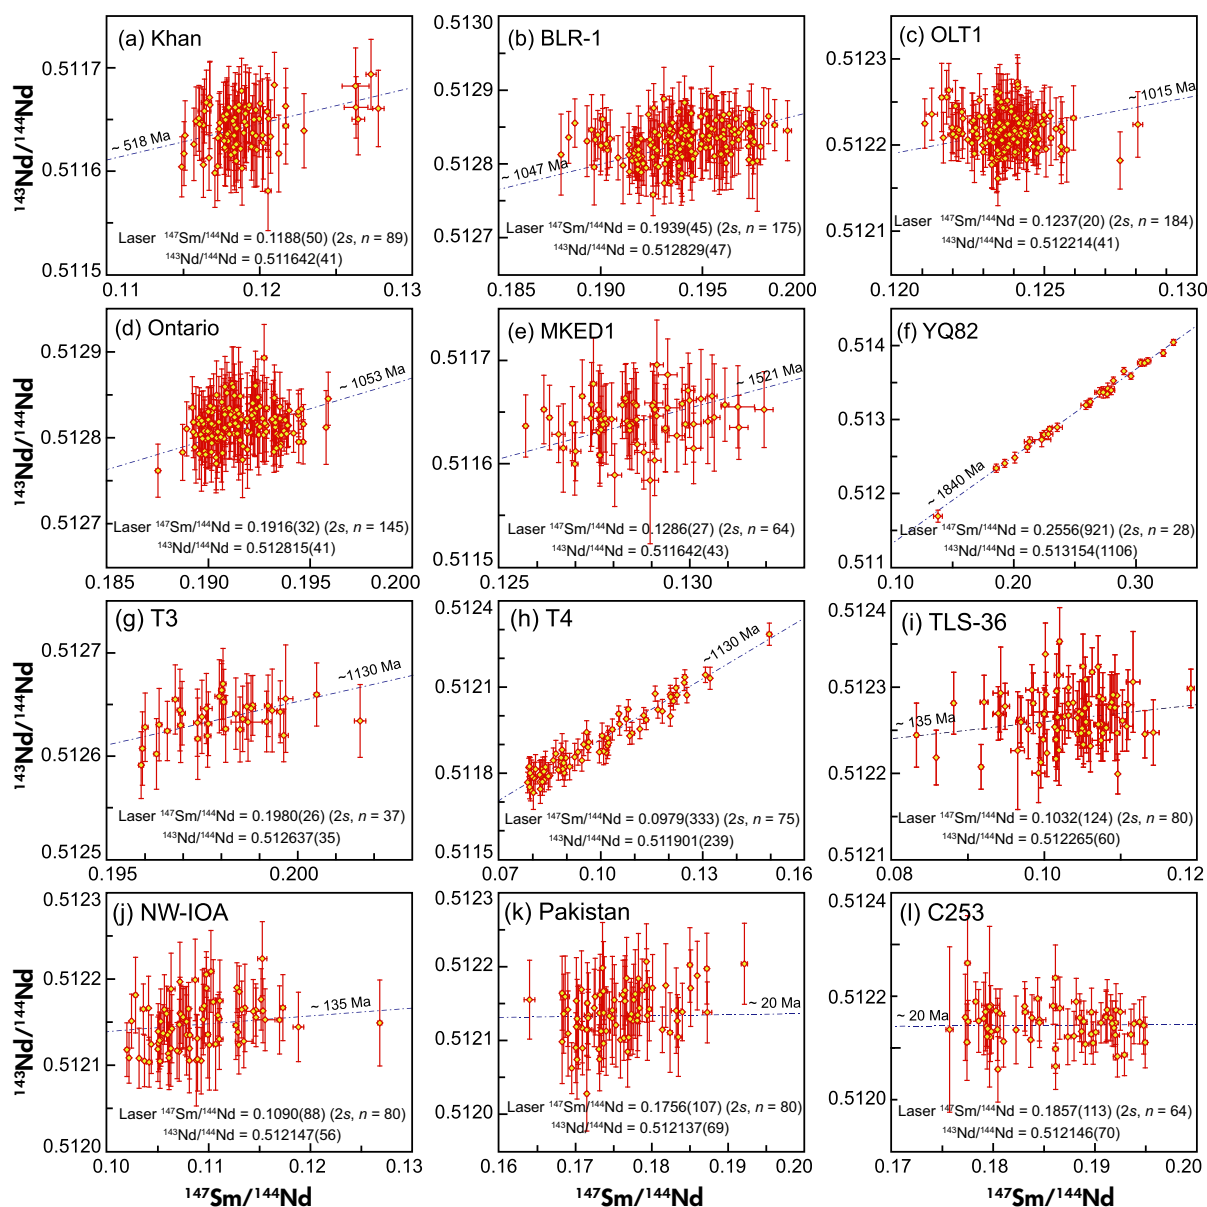 (a) Khan
0.5117
0.5116
0.5115
~ 518 Ma
Laser ¹⁴⁷Sm/¹⁴⁴Nd = 0.1188(50) (2s, n = 89)
¹⁴³Nd/¹⁴⁴Nd = 0.511642(41)
0.11 0.12 0.13
¹⁴³Nd/¹⁴⁴Nd
(b) BLR-1
0.5130
0.5129
0.5128
0.5127
~ 1047 Ma
Laser ¹⁴⁷Sm/¹⁴⁴Nd = 0.1939(45) (2s, n = 175)
¹⁴³Nd/¹⁴⁴Nd = 0.512829(47)
0.185 0.190 0.195 0.200
(c) OLT1
0.5123
0.5122
0.5121
~ 1015 Ma
Laser ¹⁴⁷Sm/¹⁴⁴Nd = 0.1237(20) (2s, n = 184)
¹⁴³Nd/¹⁴⁴Nd = 0.512214(41)
0.120 0.125 0.130
(d) Ontario
0.5129
0.5128
0.5127
~ 1053 Ma
Laser ¹⁴⁷Sm/¹⁴⁴Nd = 0.1916(32) (2s, n = 145)
¹⁴³Nd/¹⁴⁴Nd = 0.512815(41)
0.185 0.190 0.195 0.200
¹⁴³Nd/¹⁴⁴Nd
(e) MKED1
0.5117
0.5116
0.5115
~ 1521 Ma
Laser ¹⁴⁷Sm/¹⁴⁴Nd = 0.1286(27) (2s, n = 64)
¹⁴³Nd/¹⁴⁴Nd = 0.511642(43)
0.125 0.130
(f) YQ82
0.514
0.513
0.512
0.511
~ 1840 Ma
Laser ¹⁴⁷Sm/¹⁴⁴Nd = 0.2556(921) (2s, n = 28)
¹⁴³Nd/¹⁴⁴Nd = 0.513154(1106)
0.10 0.20 0.30
(g) T3
0.5127
0.5126
0.5125
~1130 Ma
Laser ¹⁴⁷Sm/¹⁴⁴Nd = 0.1980(26) (2s, n = 37)
¹⁴³Nd/¹⁴⁴Nd = 0.512637(35)
0.195 0.200
¹⁴³Nd/¹⁴⁴Nd
(h) T4
0.5124
0.5121
0.5118
0.5115
~1130 Ma
Laser ¹⁴⁷Sm/¹⁴⁴Nd = 0.0979(333) (2s, n = 75)
¹⁴³Nd/¹⁴⁴Nd = 0.511901(239)
0.07 0.10 0.13 0.16
(i) TLS-36
0.5124
0.5123
0.5122
0.5121
~ 135 Ma
Laser ¹⁴⁷Sm/¹⁴⁴Nd = 0.1032(124) (2s, n = 80)
¹⁴³Nd/¹⁴⁴Nd = 0.512265(60)
0.08 0.10 0.12
(j) NW-IOA
0.5123
0.5122
0.5121
0.5120
~ 135 Ma
Laser ¹⁴⁷Sm/¹⁴⁴Nd = 0.1090(88) (2s, n = 80)
¹⁴³Nd/¹⁴⁴Nd = 0.512147(56)
0.10 0.11 0.12 0.13
¹⁴³Nd/¹⁴⁴Nd
¹⁴⁷Sm/¹⁴⁴Nd
(k) Pakistan
0.5123
0.5122
0.5121
0.5120
~ 20 Ma
Laser ¹⁴⁷Sm/¹⁴⁴Nd = 0.1756(107) (2s, n = 80)
¹⁴³Nd/¹⁴⁴Nd = 0.512137(69)
0.16 0.17 0.18 0.19 0.20
¹⁴⁷Sm/¹⁴⁴Nd
(l) C253
0.5124
0.5122
0.5120
~ 20 Ma
Laser ¹⁴⁷Sm/¹⁴⁴Nd = 0.1857(113) (2s, n = 64)
¹⁴³Nd/¹⁴⁴Nd = 0.512146(70)
0.17 0.18 0.19 0.20
¹⁴⁷Sm/¹⁴⁴Nd